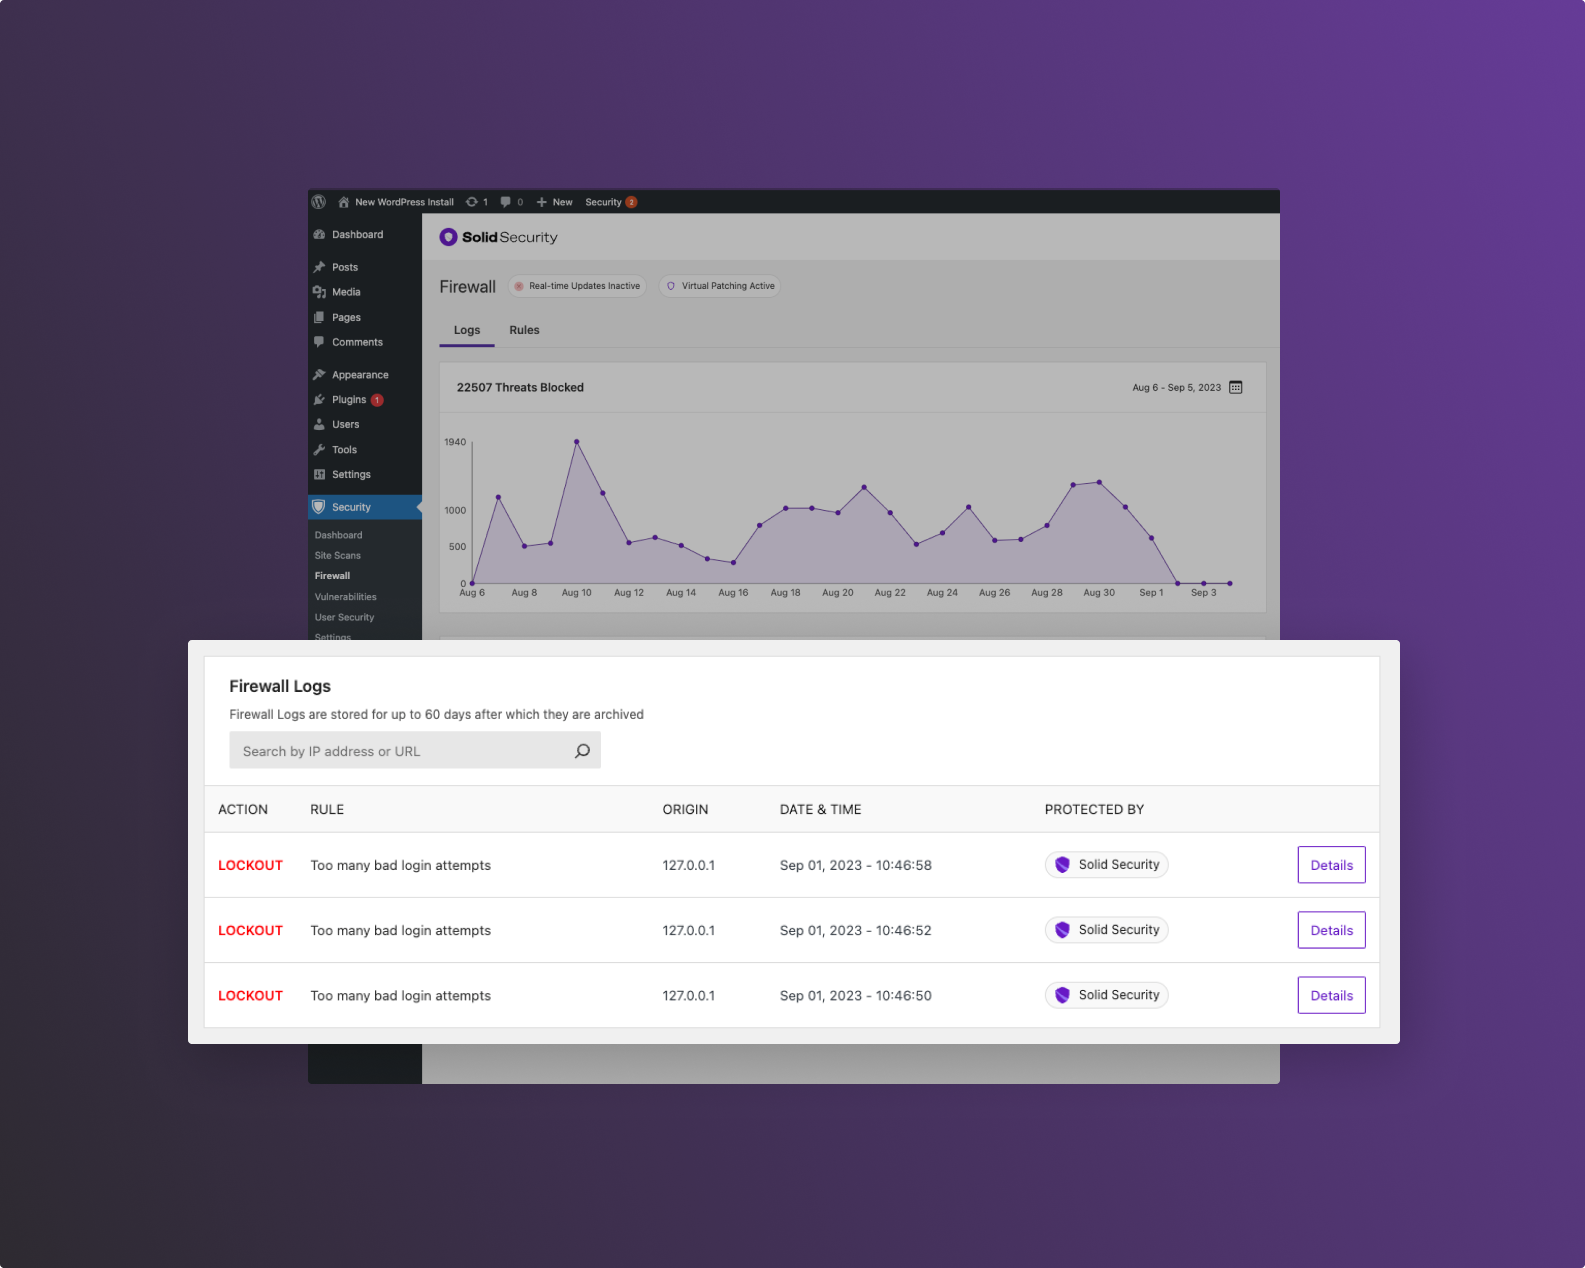 New WordPress Install 1 0 New Security 2
Dashboard
Posts
Media
Pages
Comments
Appearance
Plugins 1
Users
Tools
Settings
Security
Dashboard
Site Scans
Firewall
Vulnerabilities
User Security
Settings
SolidSecurity
Firewall Real-time Updates Inactive Virtual Patching Active
Logs Rules
22507 Threats Blocked Aug 6 - Sep 5, 2023
1940
1000
500
0
Aug 6 Aug 8 Aug 10 Aug 12 Aug 14 Aug 16 Aug 18 Aug 20 Aug 22 Aug 24 Aug 26 Aug 28 Aug 30 Sep 1 Sep 3
Firewall Logs
Firewall Logs are stored for up to 60 days after which they are archived
Search by IP address or URL
ACTION RULE ORIGIN DATE & TIME PROTECTED BY
LOCKOUT Too many bad login attempts 127.0.0.1 Sep 01, 2023 - 10:46:58 Solid Security Details
LOCKOUT Too many bad login attempts 127.0.0.1 Sep 01, 2023 - 10:46:52 Solid Security Details
LOCKOUT Too many bad login attempts 127.0.0.1 Sep 01, 2023 - 10:46:50 Solid Security Details